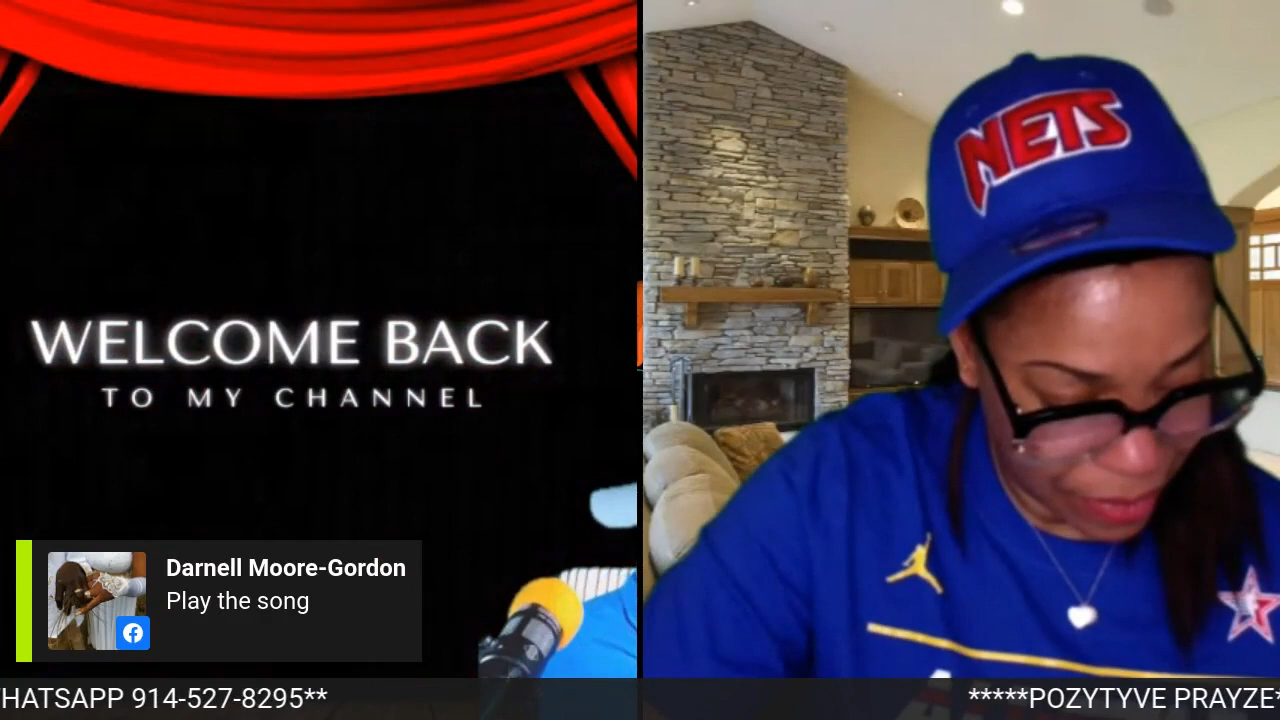 WELCOME BACK
TO MY CHANNEL
NETS
Darnell Moore-Gordon
Play the song
HATSAPP 914-527-8295**
*****POZYTYVE PRAYZE*